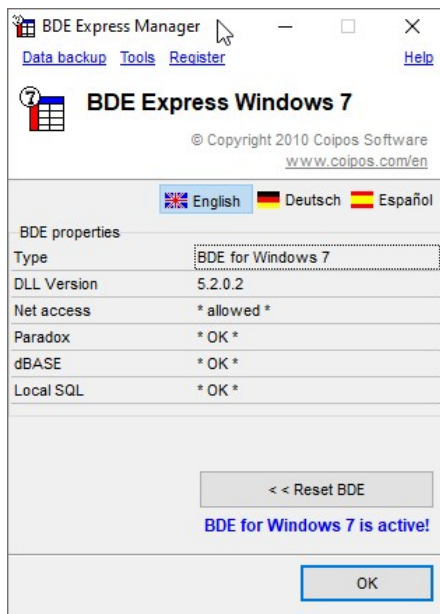 BDE Express Manager
Data backup Tools Register Help
7 BDE Express Windows 7
© Copyright 2010 Coipos Software
www.coipos.com/en
English Deutsch Español
BDE properties
Type BDE for Windows 7
DLL Version 5.2.0.2
Net access * allowed *
Paradox * OK *
dBASE * OK *
Local SQL * OK *
< < Reset BDE
BDE for Windows 7 is active!
OK